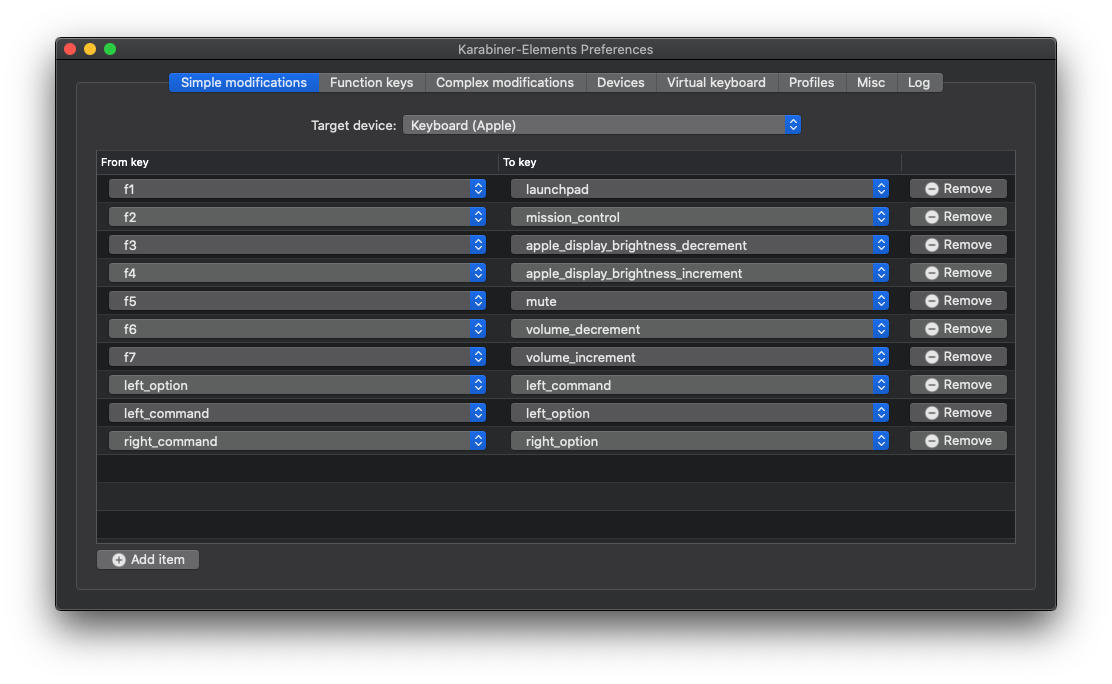 Karabiner-Elements Preferences
Simple modifications Function keys Complex modifications Devices Virtual keyboard Profiles Misc Log
Target device: Keyboard (Apple)
From key To key
f1 launchpad Remove
f2 mission_control Remove
f3 apple_display_brightness_decrement Remove
f4 apple_display_brightness_increment Remove
f5 mute Remove
f6 volume_decrement Remove
f7 volume_increment Remove
left_option left_command Remove
left_command left_option Remove
right_command right_option Remove
Add item